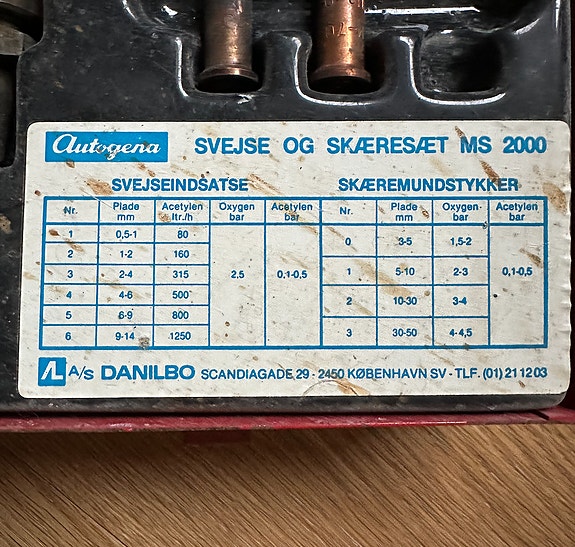 Autogena SVEJSE OG SKÆRESÆT MS 2000
SVEJSEINDSATSE
Nr. Plade mm Acetylen ltr./h Oxygen bar Acetylen bar
1 0,5-1 80
2 1-2 160
3 2-4 315 2,5 0,1-0,5
4 4-6 500
5 6-9 800
6 9-14 1250
SKÆREMUNDSTYKKER
Nr. Plade mm Oxygen bar Acetylen bar
0 3-5 1,5-2
1 5-10 2-3 0,1-0,5
2 10-30 3-4
3 30-50 4-4,5
A/S DANILBO SCANDIAGADE 29 - 2450 KØBENHAVN SV - TLF. (01) 21 12 03